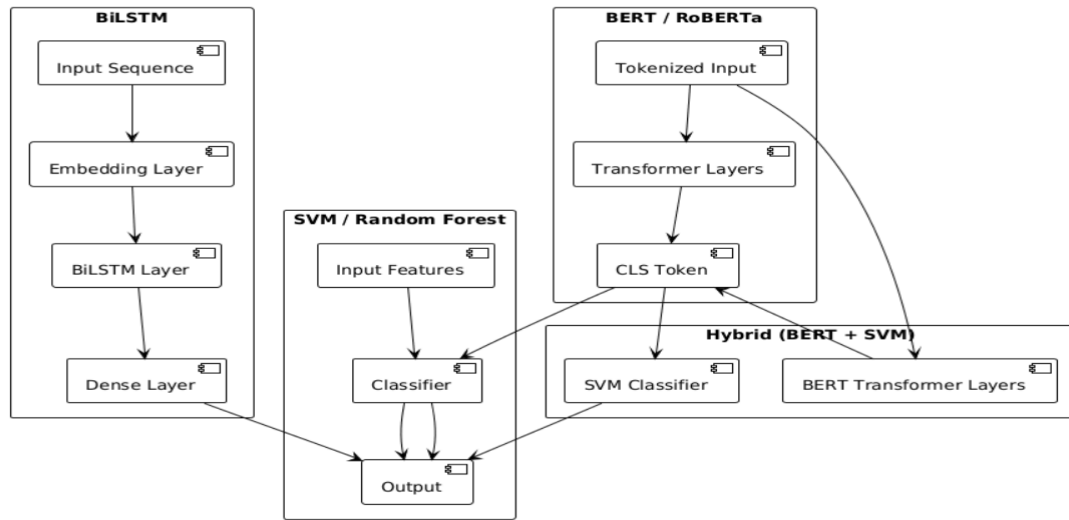 BiLSTM
Input Sequence
Embedding Layer
BiLSTM Layer
Dense Layer
SVM / Random Forest
Input Features
Classifier
Output
BERT / RoBERTa
Tokenized Input
Transformer Layers
CLS Token
Hybrid (BERT + SVM)
SVM Classifier
BERT Transformer Layers